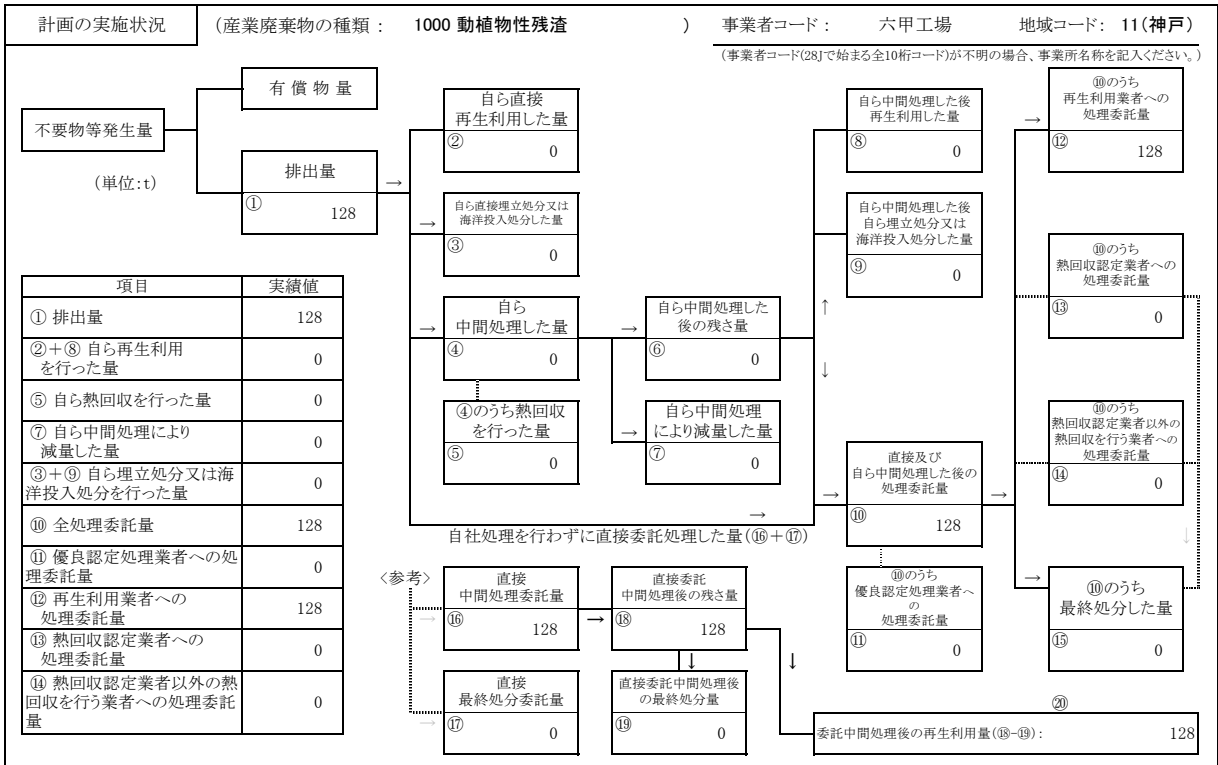 計画の実施状況
(産業廃棄物の種類： 1000 動植物性残渣 )
事業者コード： 六甲工場
地域コード： 11(神戸)
(事業者コード(28Jで始まる全10桁コード)が不明の場合、事業所名称を記入ください。)
不要物等発生量
(単位:t)
有償物量
排出量
①
128
→
自ら直接
再生利用した量
②
0
→
自ら直接埋立処分又は
海洋投入処分した量
③
0
→
自ら
中間処理した量
④
0
④のうち熱回収
を行った量
⑤
0
→
自ら中間処理した
後の残さ量
⑥
0
→
自ら中間処理
により減量した量
⑦
0
自ら中間処理した後
再生利用した量
⑧
0
自ら中間処理した後
自ら埋立処分又は
海洋投入処分した量
⑨
0
↑
↓
→
直接及び
自ら中間処理した後の
処理委託量
⑩
128
→
⑩のうち
優良認定処理業者へ
の
処理委託量
⑪
0
→
⑩のうち
再生利用業者への
処理委託量
⑫
128
⑩のうち
熱回収認定業者への
処理委託量
⑬
0
⑩のうち
熱回収認定業者以外の
熱回収を行う業者への
処理委託量
⑭
0
↓
→
⑩のうち
最終処分した量
⑮
0
→
自社処理を行わずに直接委託処理した量(⑯＋⑰)
〈参考〉
→
直接
中間処理委託量
⑯
128
→
直接委託
中間処理後の残さ量
⑱
128
↓
↓
→
直接
最終処分委託量
⑰
0
直接委託中間処理後
の最終処分量
⑲
0
⑳
委託中間処理後の再生利用量(⑱-⑲)： 128
項目 実績値
① 排出量 128
②＋⑧ 自ら再生利用
を行った量 0
⑤ 自ら熱回収を行った量 0
⑦ 自ら中間処理により
減量した量 0
③＋⑨ 自ら埋立処分又は海
洋投入処分を行った量 0
⑩ 全処理委託量 128
⑪ 優良認定処理業者への処
理委託量 0
⑫ 再生利用業者への
処理委託量 128
⑬ 熱回収認定業者への
処理委託量 0
⑭ 熱回収認定業者以外の熱
回収を行う業者への処理委託
量 0